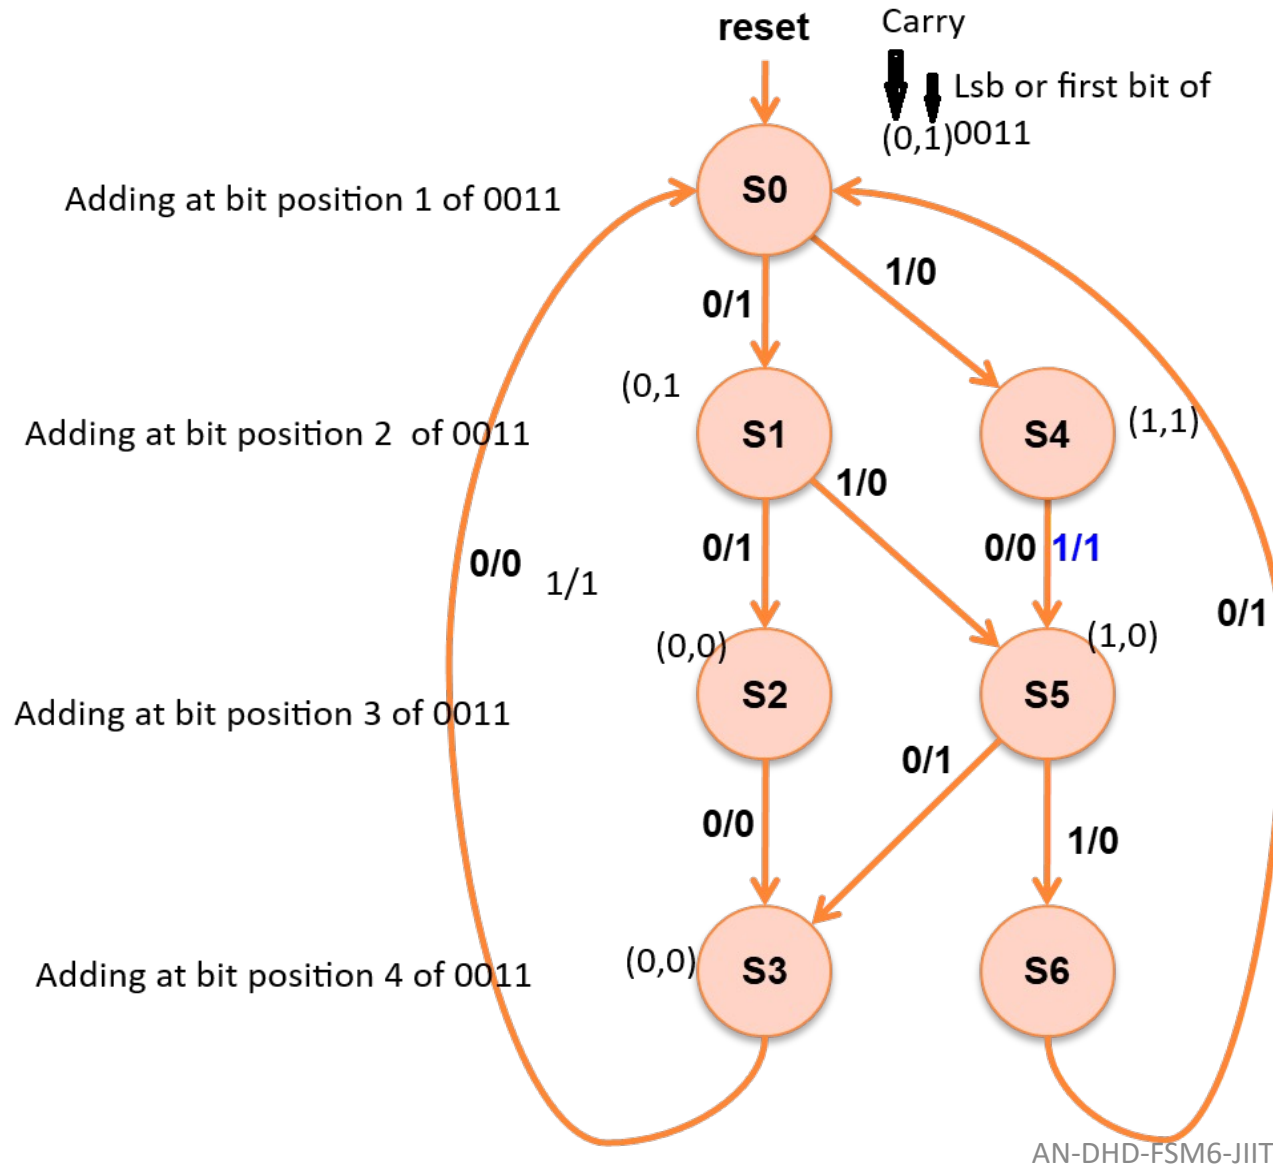 reset
Carry
Lsb or first bit of
(0,1)0011
S0
Adding at bit position 1 of 0011
1/0
0/1
(0,1
S1
S4
(1,1)
Adding at bit position 2  of 0011
1/0
0/1
0/0 1/1
0/0
1/1
0/1
(0,0)
(1,0)
S2
S5
Adding at bit position 3 of 0011
0/1
0/0
1/0
(0,0)
S3
S6
Adding at bit position 4 of 0011
AN-DHD-FSM6-JIIT